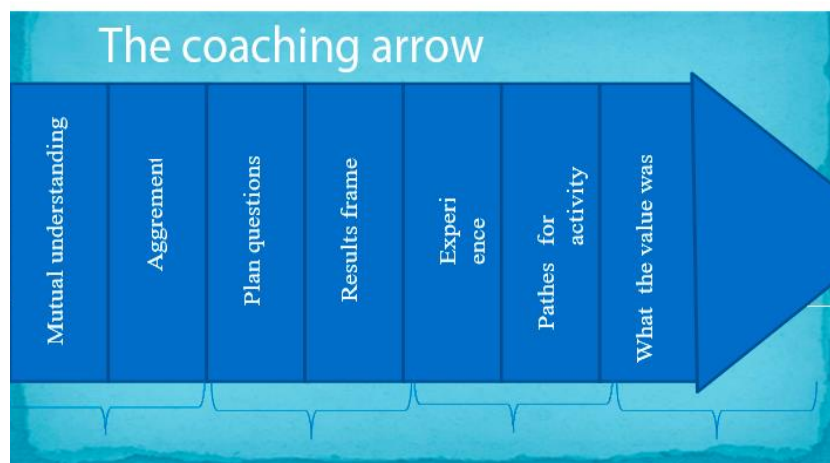 The coaching arrow
Mutual understanding
Aggrement
Plan questions
Results frame
Experi
ence
Pathes for
activity
What the value was